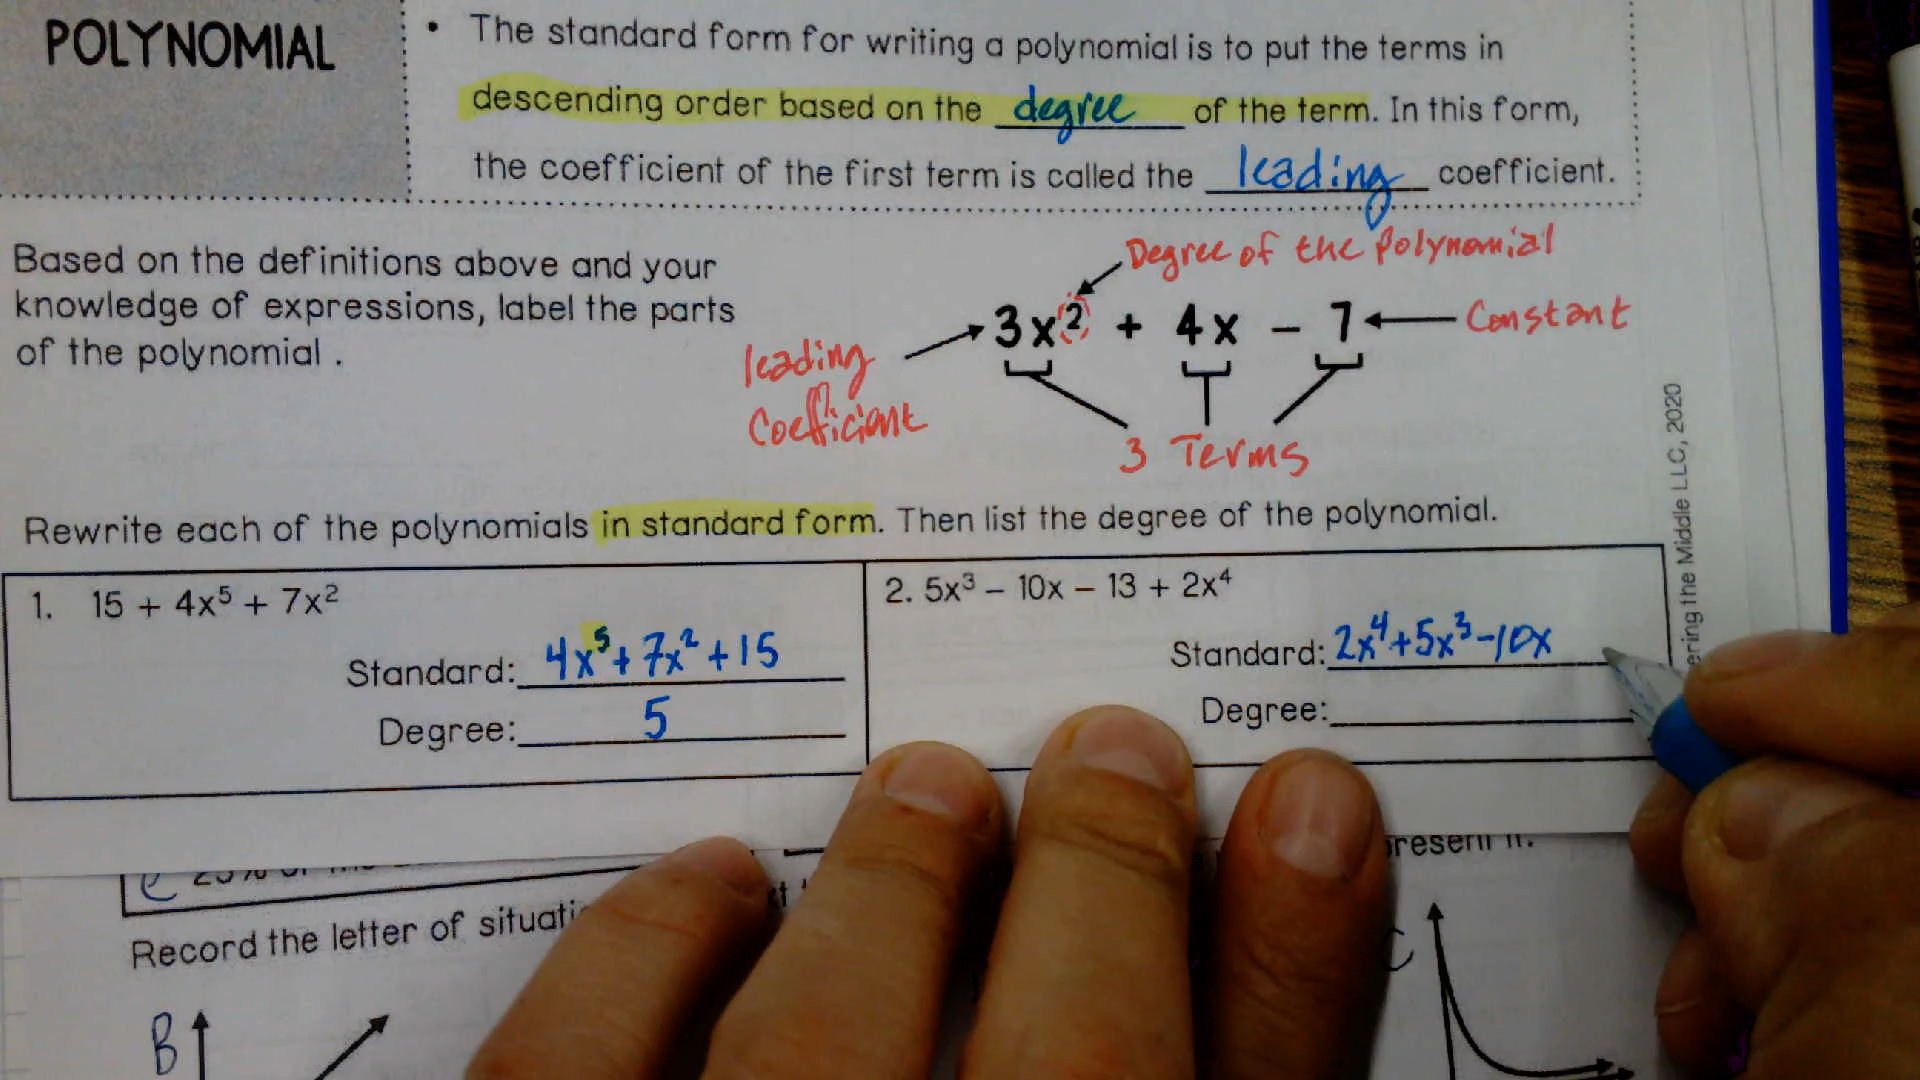 POLYNOMIAL
• The standard form for writing a polynomial is to put the terms in
descending order based on the degree of the term. In this form,
the coefficient of the first term is called the leading coefficient.
Based on the definitions above and your
knowledge of expressions, label the parts
of the polynomial.
Degree of the Polynomial
3x² + 4x − 7
Constant
leading
Coefficient
3 Terms
Rewrite each of the polynomials in standard form. Then list the degree of the polynomial.
1. 15 + 4x⁵ + 7x²
Standard: 4x⁵+7x²+15
Degree: 5
2. 5x³ − 10x − 13 + 2x⁴
Standard: 2x⁴+5x³-10x
Degree:
ering the Middle LLC, 2020
Record the letter of
B
C